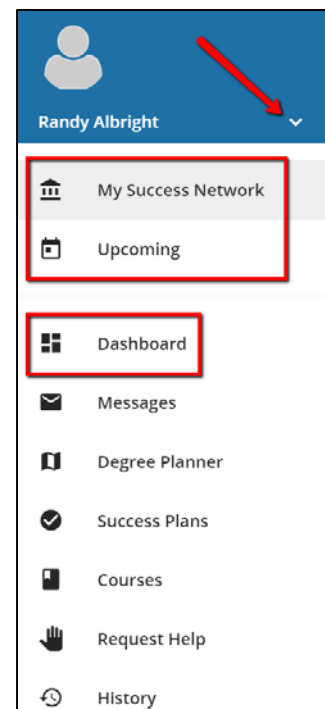 Randy Albright
My Success Network
Upcoming
Dashboard
Messages
Degree Planner
Success Plans
Courses
Request Help
History